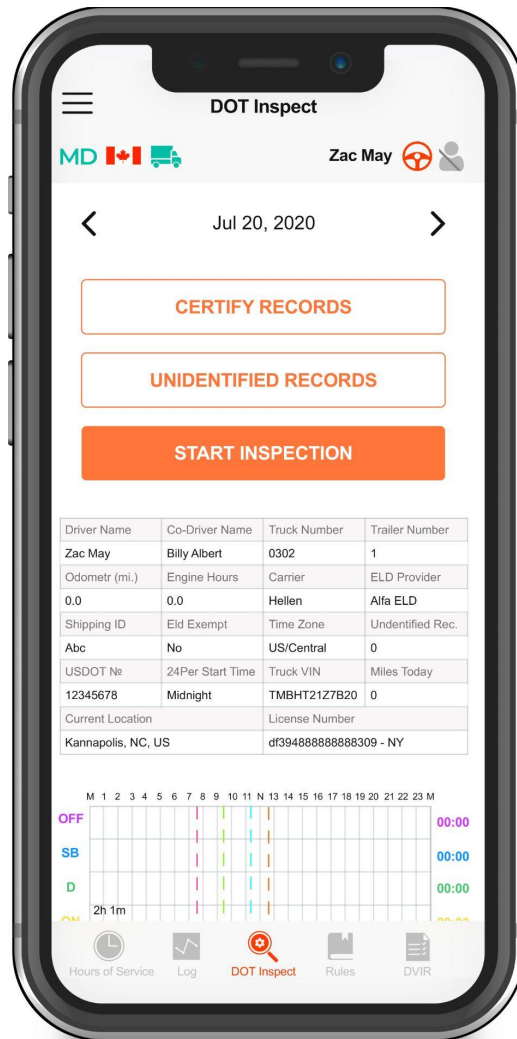 DOT Inspect
MD Zac May
Jul 20, 2020
CERTIFY RECORDS
UNIDENTIFIED RECORDS
START INSPECTION
Driver Name Co-Driver Name Truck Number Trailer Number
Zac May Billy Albert 0302 1
Odometr (mi.) Engine Hours Carrier ELD Provider
0.0 0.0 Hellen Alfa ELD
Shipping ID Eld Exempt Time Zone Undentified Rec.
Abc No US/Central 0
USDOT № 24Per Start Time Truck VIN Miles Today
12345678 Midnight TMBHT21Z7B20 0
Current Location License Number
Kannapolis, NC, US df394888888888309 - NY
M 1 2 3 4 5 6 7 8 9 10 11 N 13 14 15 16 17 18 19 20 21 22 23 M
OFF 00:00
SB 00:00
D 00:00
2h 1m
ON 00:00
Hours of Service Log DOT Inspect Rules DVIR